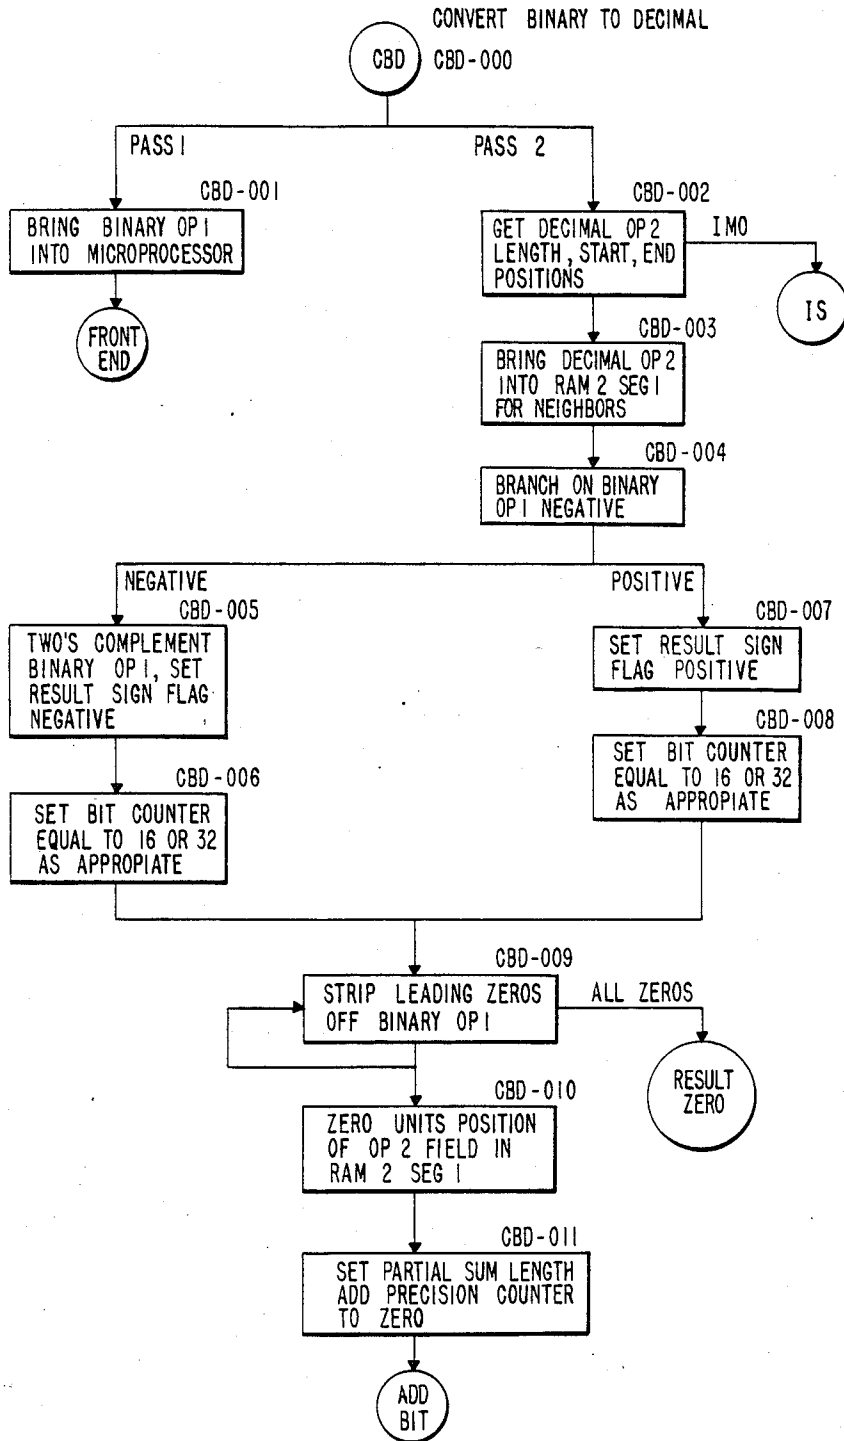 CONVERT BINARY TO DECIMAL
CBD
CBD-000
PASS 1
PASS 2
CBD-001
CBD-002
BRING BINARY OP 1
INTO MICROPROCESSOR
GET DECIMAL OP 2
LENGTH, START, END
POSITIONS
IMO
IS
FRONT
END
CBD-003
BRING DECIMAL OP 2
INTO RAM 2 SEG 1
FOR NEIGHBORS
CBD-004
BRANCH ON BINARY
OP 1 NEGATIVE
NEGATIVE
POSITIVE
CBD-005
TWO'S COMPLEMENT
BINARY OP 1, SET
RESULT SIGN FLAG
NEGATIVE
CBD-007
SET RESULT SIGN
FLAG POSITIVE
CBD-006
SET BIT COUNTER
EQUAL TO 16 OR 32
AS APPROPIATE
CBD-008
SET BIT COUNTER
EQUAL TO 16 OR 32
AS APPROPIATE
CBD-009
STRIP LEADING ZEROS
OFF BINARY OP 1
ALL ZEROS
RESULT
ZERO
CBD-010
ZERO UNITS POSITION
OF OP 2 FIELD IN
RAM 2 SEG 1
CBD-011
SET PARTIAL SUM LENGTH
ADD PRECISION COUNTER
TO ZERO
ADD
BIT